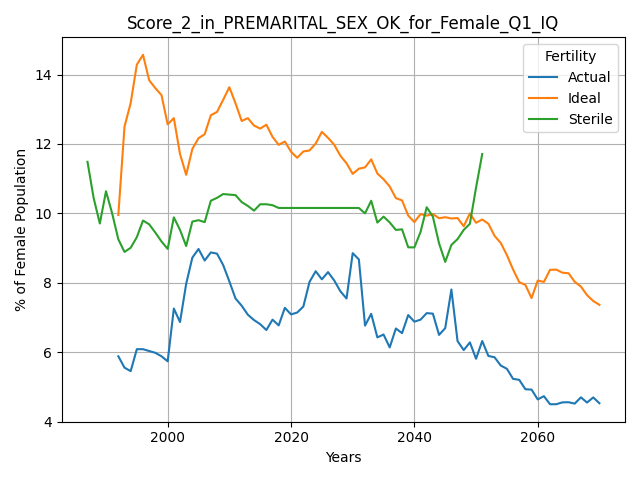 Score_2_in_PREMARITAL_SEX_OK_for_Female_Q1_IQ
Fertility
Actual
Ideal
Sterile
% of Female Population
14
12
10
8
6
4
2000
2020
2040
2060
Years